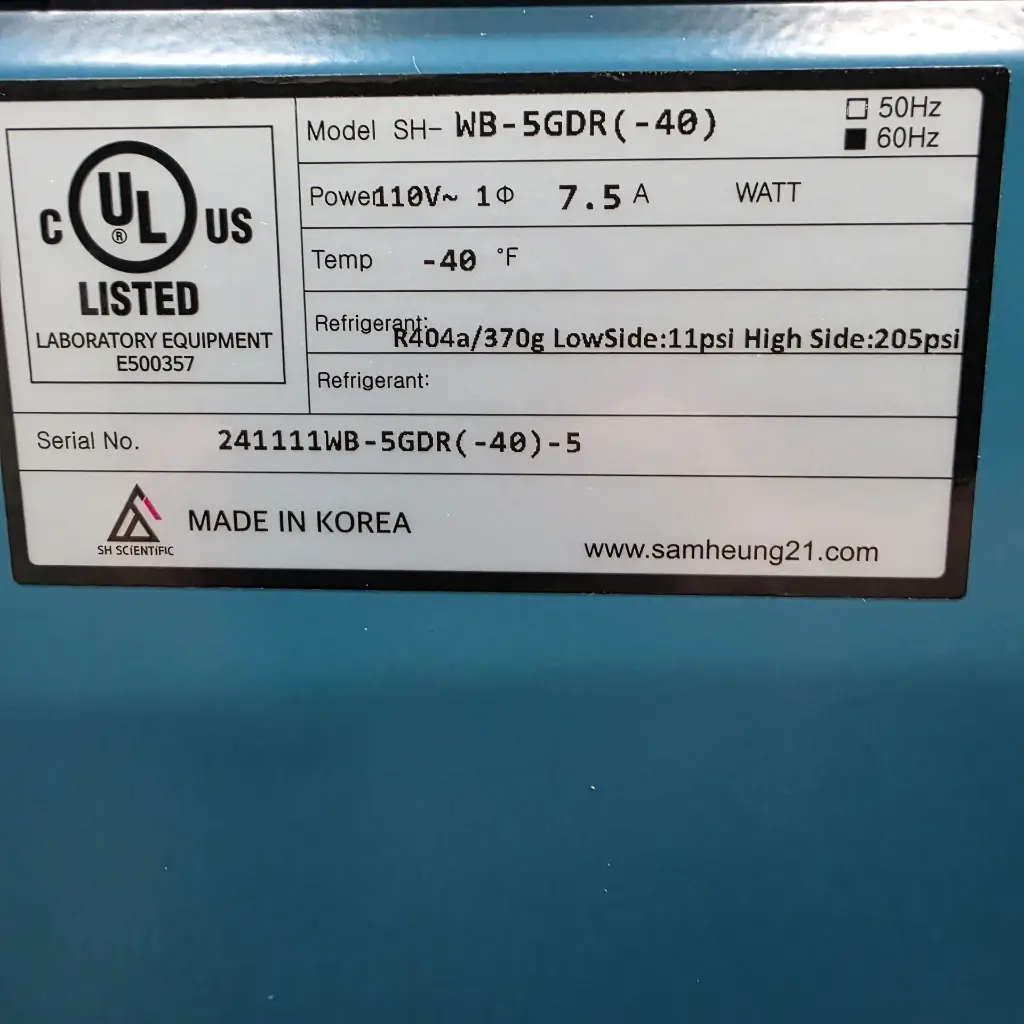 C UL ® US
LISTED
LABORATORY EQUIPMENT
E500357
Model SH- WB-5GDR(-40)
☐ 50Hz
■ 60Hz
Power 110V~ 1Φ 7.5 A WATT
Temp -40 °F
Refrigerant: R404a/370g LowSide:11psi High Side:205psi
Refrigerant:
Serial No. 241111WB-5GDR(-40)-5
SH SCIENTIFIC
MADE IN KOREA
www.samheung21.com